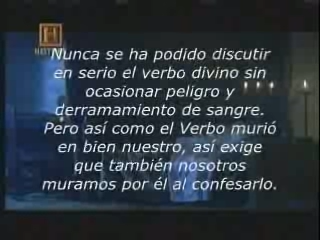 H
Nunca se ha podido discutir
en serio el verbo divino sin
ocasionar peligro y
derramamiento de sangre.
Pero así como el Verbo murió
en bien nuestro, así exige
que también nosotros
muramos por él al confesarlo.